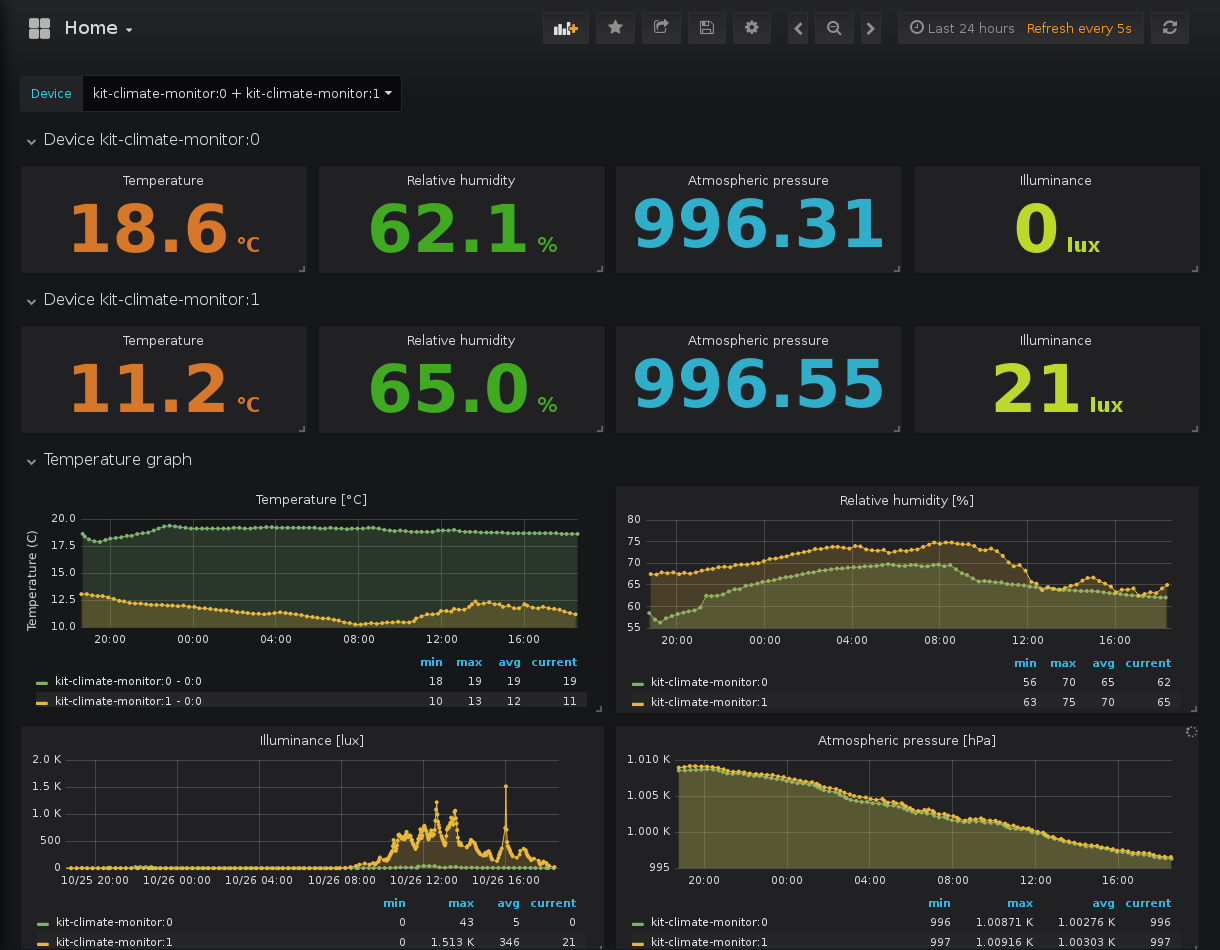 Home
Last 24 hours Refresh every 5s
Device kit-climate-monitor:0 + kit-climate-monitor:1
Device kit-climate-monitor:0
Temperature Relative humidity Atmospheric pressure Illuminance
18.6 °C 62.1 % 996.31 0 lux
Device kit-climate-monitor:1
Temperature Relative humidity Atmospheric pressure Illuminance
11.2 °C 65.0 % 996.55 21 lux
Temperature graph
Temperature [°C]
Temperature (C)
20.0
17.5
15.0
12.5
10.0
20:00 00:00 04:00 08:00 12:00 16:00
min max avg current
kit-climate-monitor:0 - 0:0 18 19 19 19
kit-climate-monitor:1 - 0:0 10 13 12 11
Relative humidity [%]
80
75
70
65
60
55
20:00 00:00 04:00 08:00 12:00 16:00
min max avg current
kit-climate-monitor:0 56 70 65 62
kit-climate-monitor:1 63 75 70 65
Illuminance [lux]
2.0 K
1.5 K
1.0 K
500
0
10/25 20:00 10/26 00:00 10/26 04:00 10/26 08:00 10/26 12:00 10/26 16:00
min max avg current
kit-climate-monitor:0 0 43 5 0
kit-climate-monitor:1 0 1.513 K 346 21
Atmospheric pressure [hPa]
1.010 K
1.005 K
1.000 K
995
20:00 00:00 04:00 08:00 12:00 16:00
min max avg current
kit-climate-monitor:0 996 1.00871 K 1.00276 K 996
kit-climate-monitor:1 997 1.00916 K 1.00303 K 997